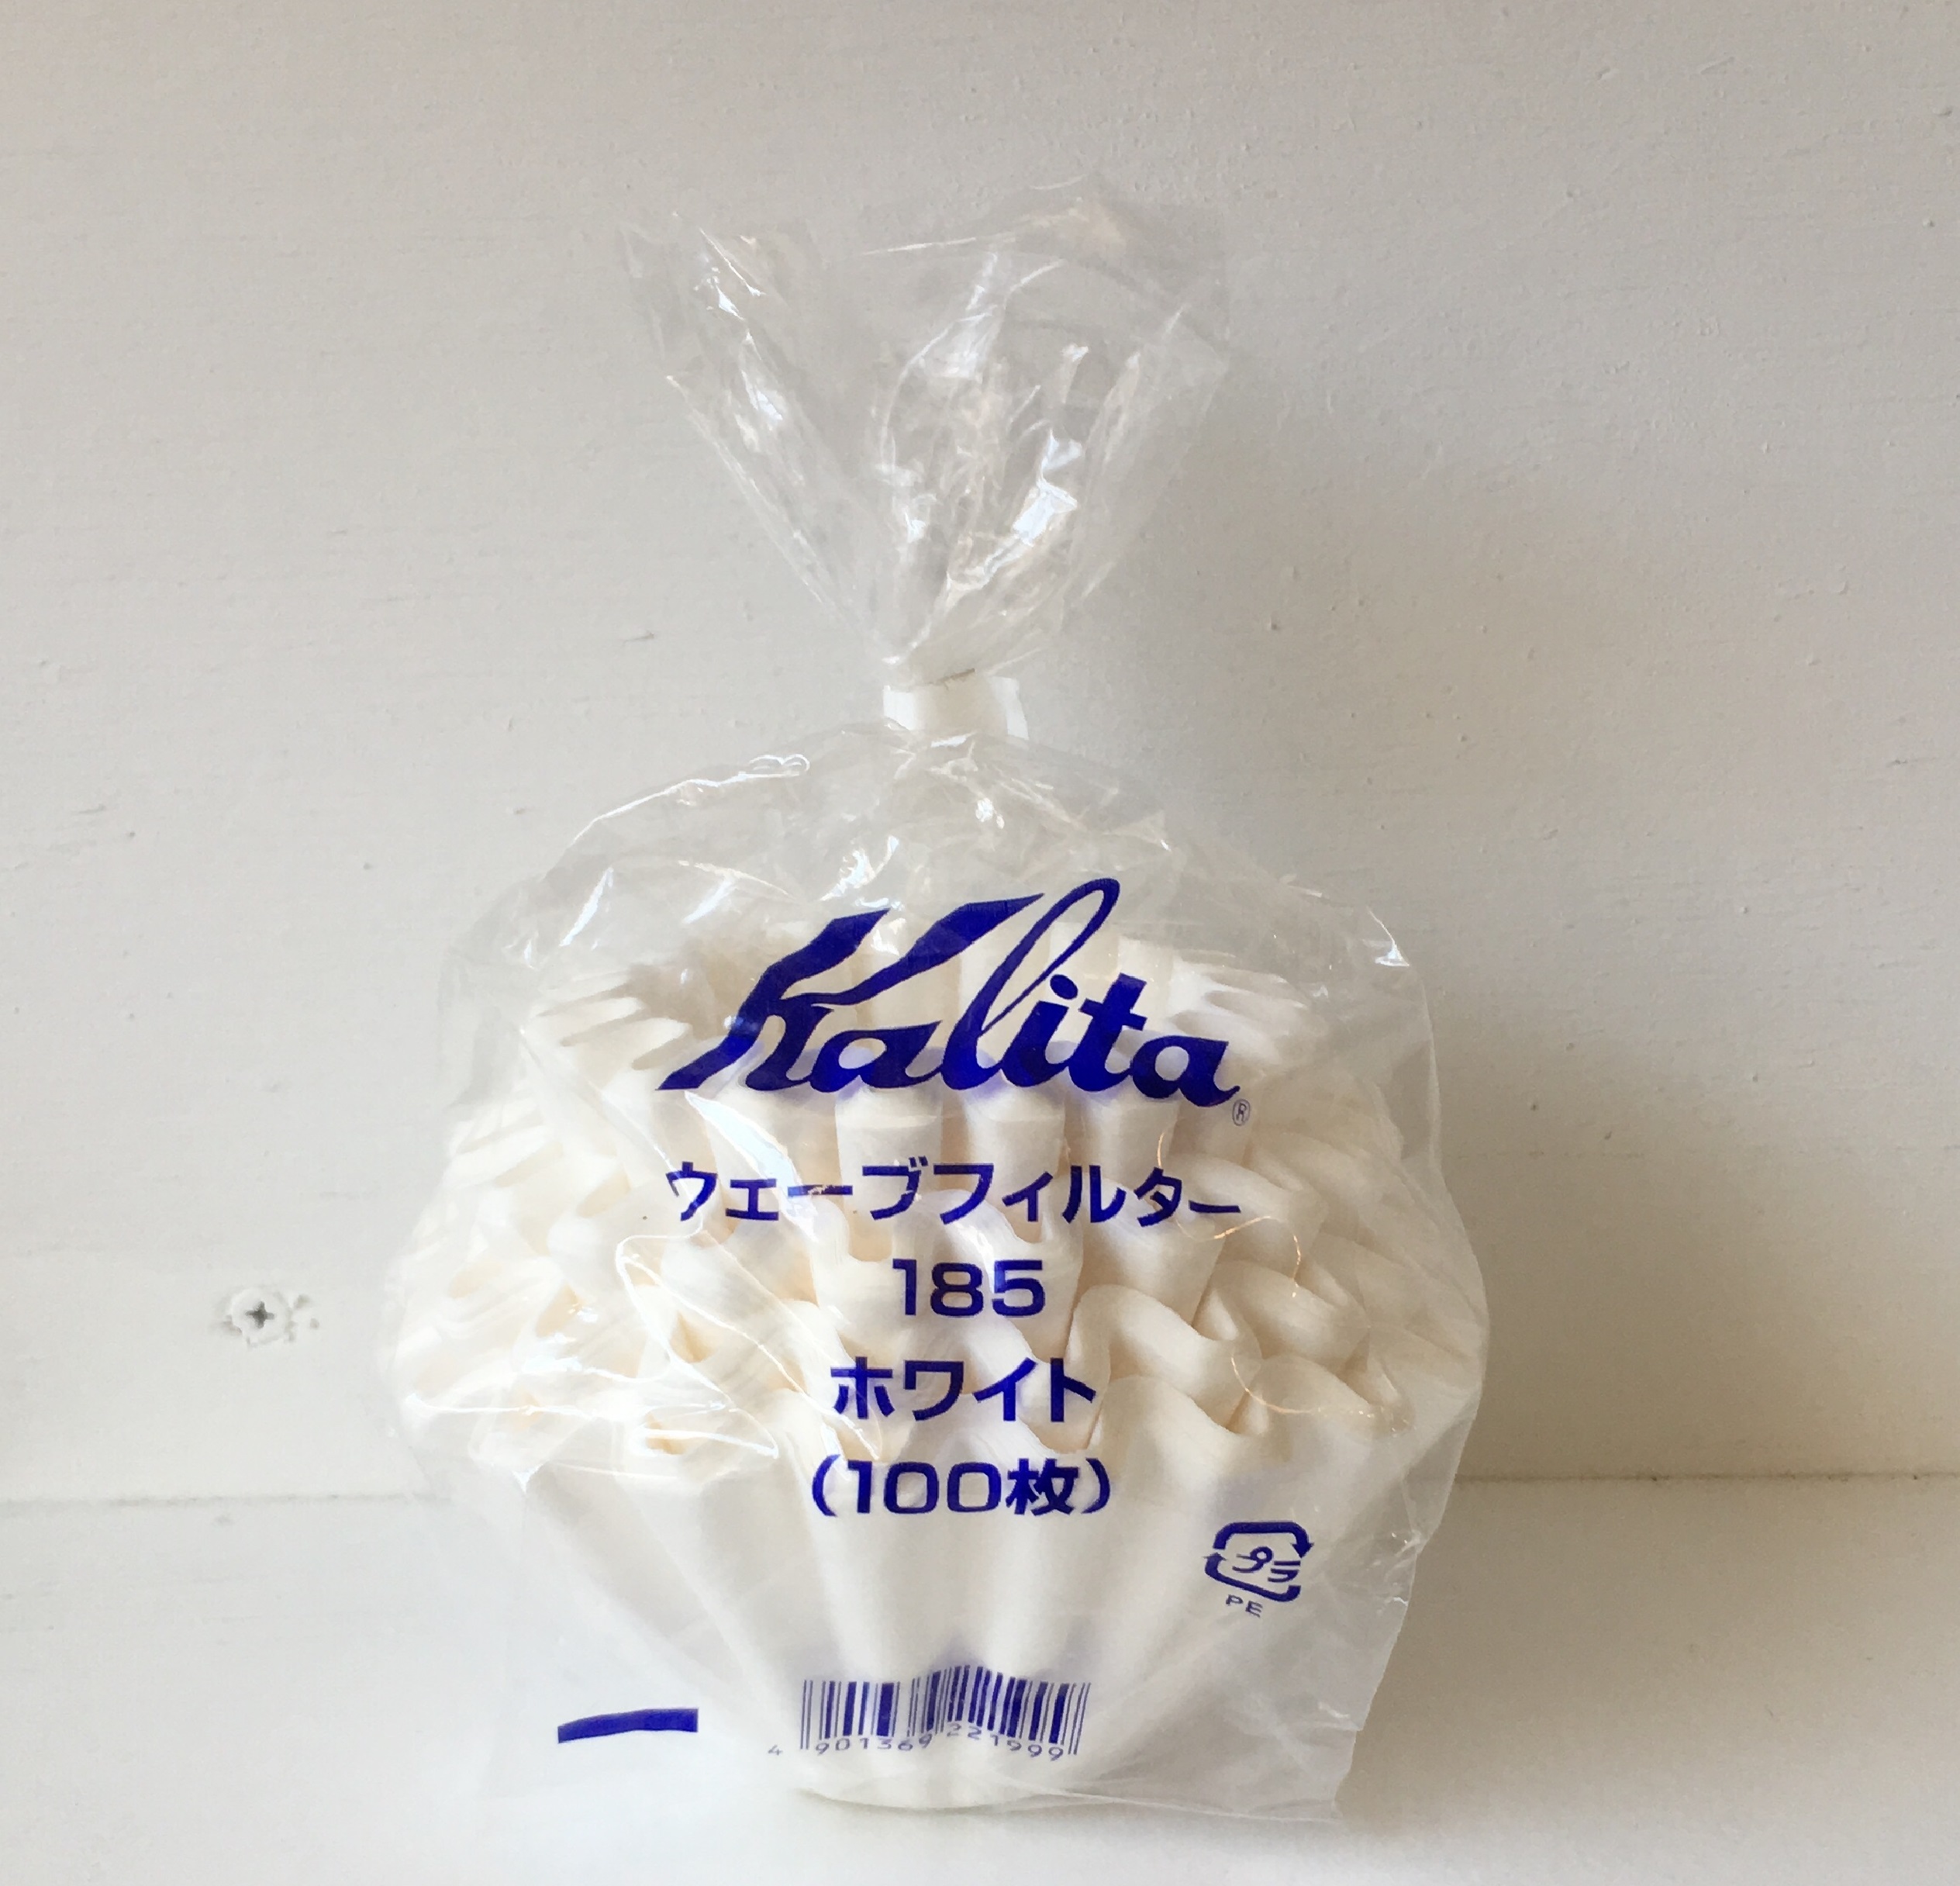 Kalita®
ウェーブフィルター
185
ホワイト
(100枚)
プラ
PE
4 901369 221999